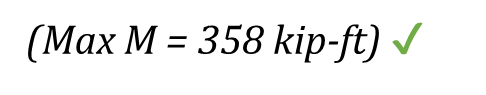 (Max M = 358 kip-ft) ✓